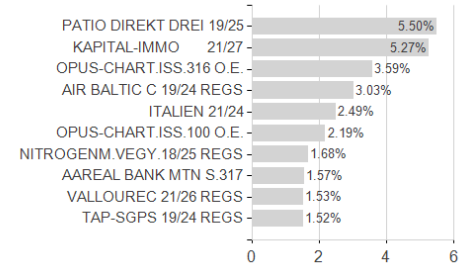 PATIO DIREKT DREI 19/25 5.50%
KAPITAL-IMMO 21/27 5.27%
OPUS-CHART.ISS.316 O.E. 3.59%
AIR BALTIC C 19/24 REGS 3.03%
ITALIEN 21/24 2.49%
OPUS-CHART.ISS.100 O.E. 2.19%
NITROGENM.VEGY.18/25 REGS 1.68%
AAREAL BANK MTN S.317 1.57%
VALLOUREC 21/26 REGS 1.53%
TAP-SGPS 19/24 REGS 1.52%
0 2 4 6